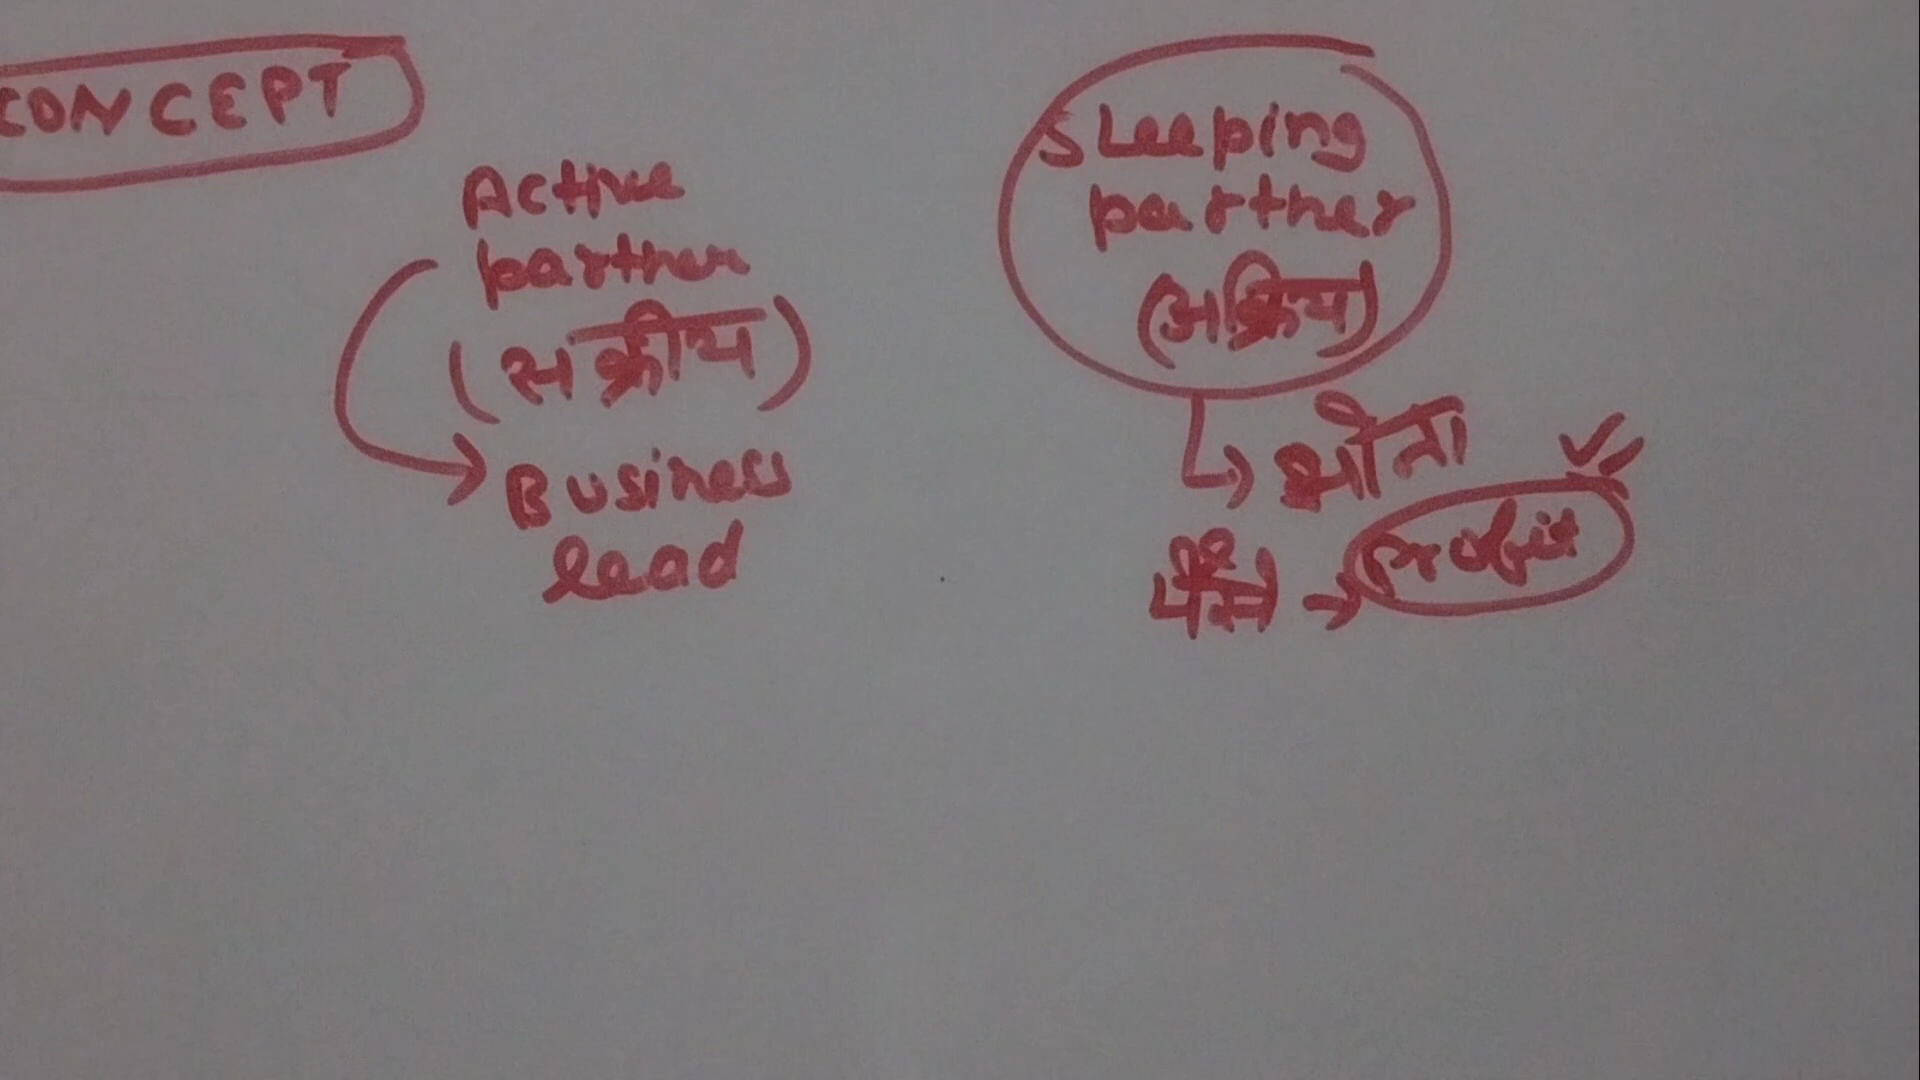 CONCEPT
Active
partner
(सक्रीय)
Business
lead
Sleeping
partner
(अक्रिय)
पैसा → profit